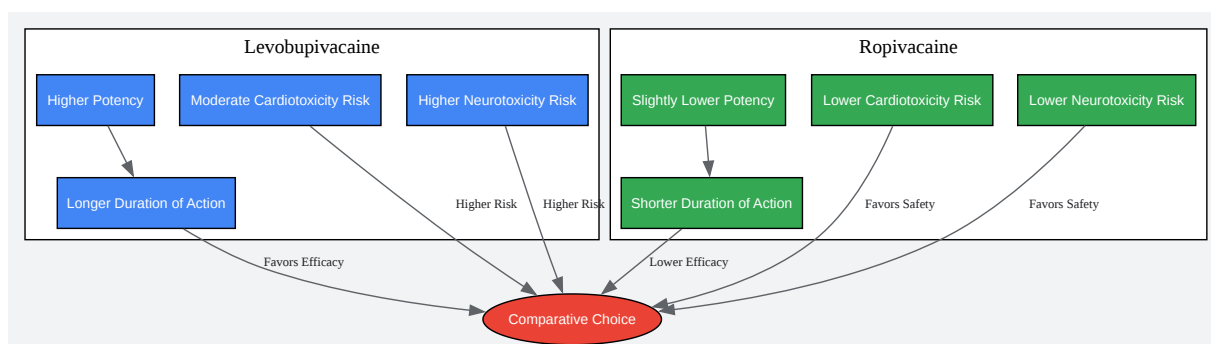 Levobupivacaine
Ropivacaine
Higher Potency
Moderate Cardiotoxicity Risk
Higher Neurotoxicity Risk
Slightly Lower Potency
Lower Cardiotoxicity Risk
Lower Neurotoxicity Risk
Longer Duration of Action
Higher Risk
Higher Risk
Shorter Duration of Action
Favors Safety
Favors Safety
Favors Efficacy
Lower Efficacy
Comparative Choice